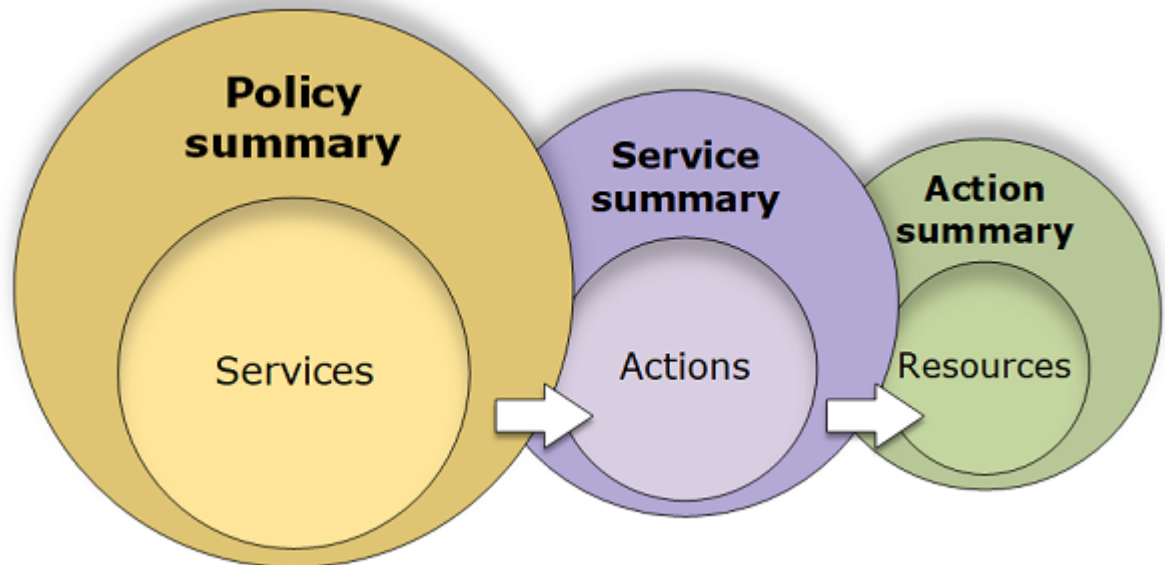 Policy
summary
Services
Service
summary
Actions
Action
summary
Resources